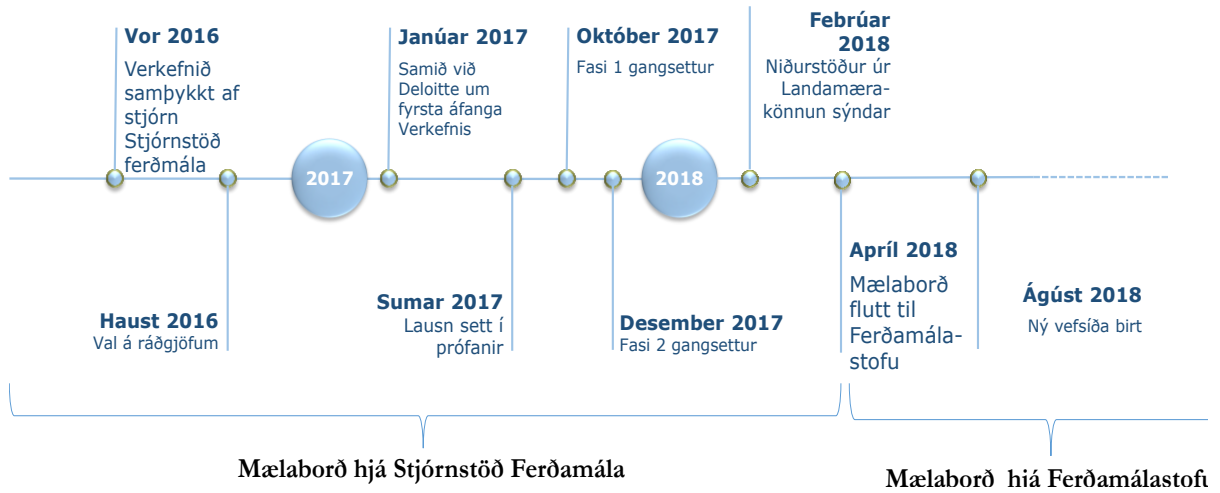 Vor 2016
Verkefnið
samþykkt af
stjórn
Stjórnstöð
ferðmála
Janúar 2017
Samið við
Deloitte um
fyrsta áfanga
Verkefnis
Október 2017
Fasi 1 gangsettur
Febrúar
2018
Niðurstöður úr
Landamæra-
könnun sýndar
2017
2018
Haust 2016
Val á ráðgjöfum
Sumar 2017
Lausn sett í
prófanir
Desember 2017
Fasi 2 gangsettur
Apríl 2018
Mælaborð
flutt til
Ferðamála-
stofu
Ágúst 2018
Ný vefsíða birt
Mælaborð hjá Stjórnstöð Ferðamála
Mælaborð hjá Ferðamálastofu